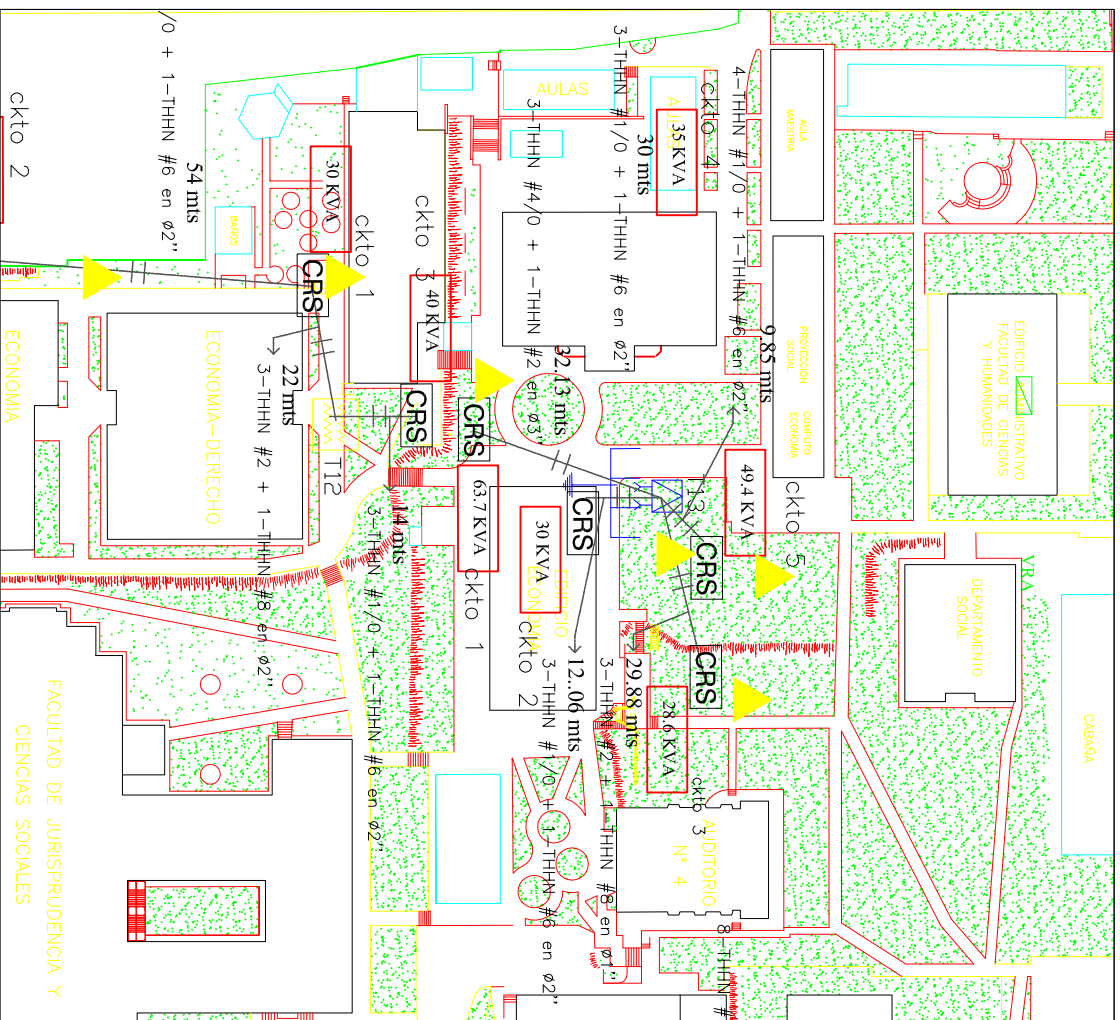 /0 + 1-THHN #6 en ø2"
54 mts
ckto 2
30 KVA
BAÑOS
ckto 1
ckto 3
40 KVA
CRS
22 mts
3-THHN #2 + 1-THHN #8 en ø2"
ECONOMIA-DERECHO
ECONOMIA
T12
CRS
CRS
14 mts
3-THHN #1/0 + 1-THHN #6 en ø2"
AULAS
3-THHN #4/0 + 1-THHN #2 en ø3"
32.13 mts
3-THHN #1/0 + 1-THHN #6 en ø2"
30 mts
35 KVA
ckto 4
4-THHN #1/0 + 1-THHN #6 en ø2"
9.85 mts
AULA
MAESTRIA
PROYECCION
SOCIAL
COMPUTO
ECONOMIA
EDIFICIO ADMINISTRATIVO
FACULTAD DE CIENCIAS
Y HUMANIDADES
63.7 KVA
ckto 1
30 KVA
ckto 2
CRS
13
49.4 KVA
ckto 5
CRS
CRS
12..06 mts
3-THHN #1/0 + 1-THHN #6 en ø2"
29.88 mts
3-THHN #2 + 1-THHN #8 en ø1"
28.6 KVA
ckto 3
AUDITORIO
N° 4
8-THHN #
DEPARTAMENTO
SOCIAL
CABAÑA
FACULTAD DE JURISPRUDENCIA Y
CIENCIAS SOCIALES